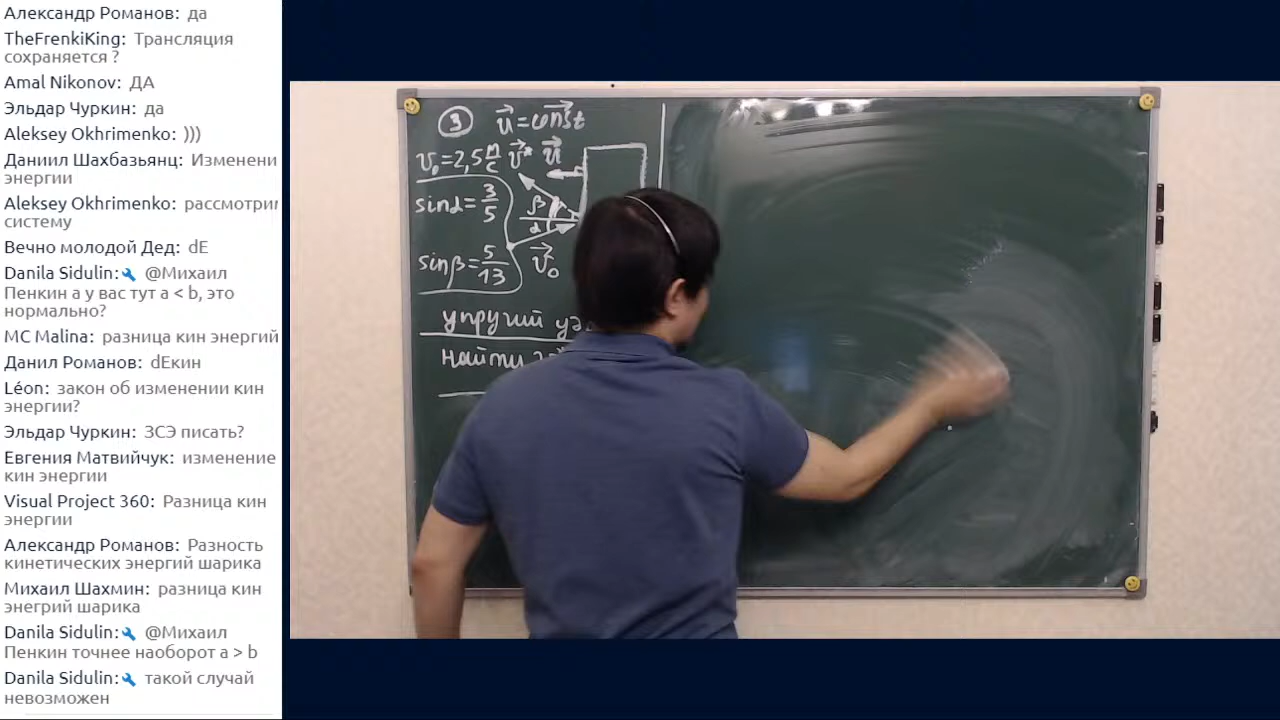 Александр Романов: да
TheFrenkiKing: Трансляция
сохраняется ?
Amal Nikonov: ДА
Эльдар Чуркин: да
Aleksey Okhrimenko: )))
Даниил Шахбазьянц: Изменени
энергии
Aleksey Okhrimenko: рассмотрим
систему
Вечно молодой Дед: dE
Danila Sidulin: @Михаил
Пенкин а у вас тут a < b, это
нормально?
MC Malina: разница кин энергий
Данил Романов: dEкин
Léon: закон об изменении кин
энергии?
Эльдар Чуркин: ЗСЭ писать?
Евгения Матвийчук: изменение
кин энергии
Visual Project 360: Разница кин
энергии
Александр Романов: Разность
кинетических энергий шарика
Михаил Шахмин: разница кин
энегрий шарика
Danila Sidulin: @Михаил
Пенкин точнее наоборот a > b
Danila Sidulin: такой случай
невозможен
3 u⃗ = const
v₀ = 2,5 м/с v⃗* u⃗
sinα = 3/5
β
α
sinβ = 5/13 v⃗₀
упругий
найти